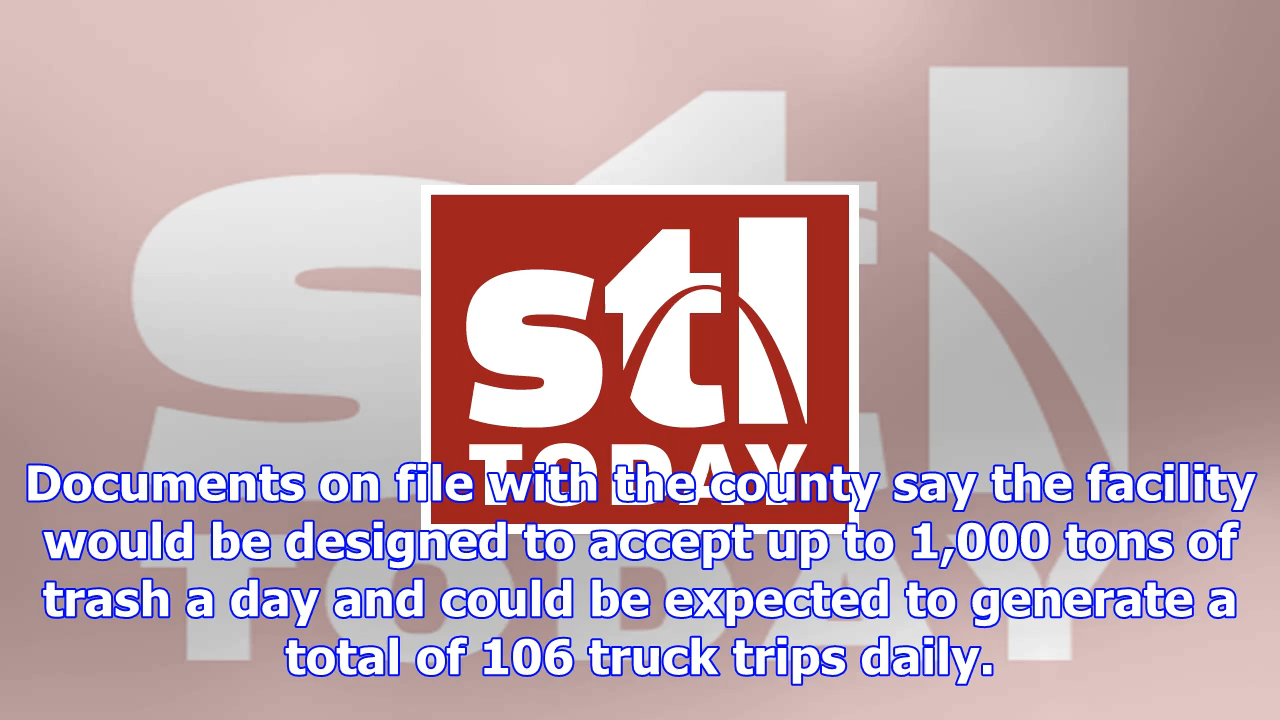 stl
TODAY
Documents on file with the county say the facility
would be designed to accept up to 1,000 tons of
trash a day and could be expected to generate a
total of 106 truck trips daily.